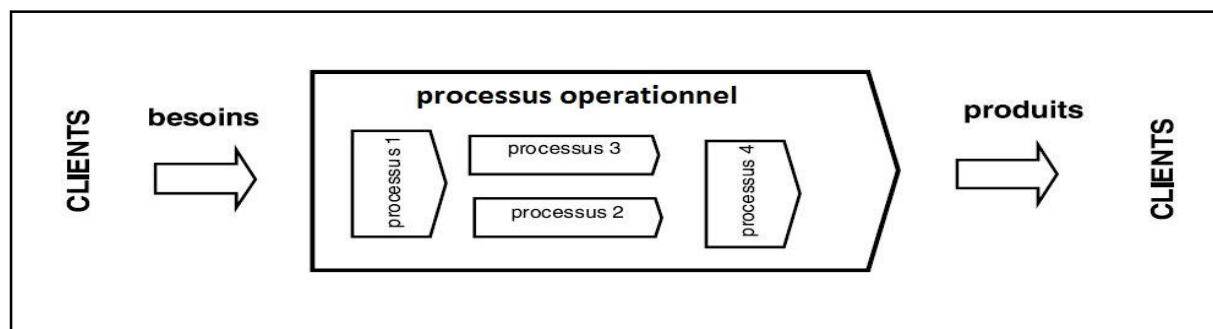 CLIENTS
besoins
processus operationnel
processus 1
processus 3
processus 2
processus 4
produits
CLIENTS